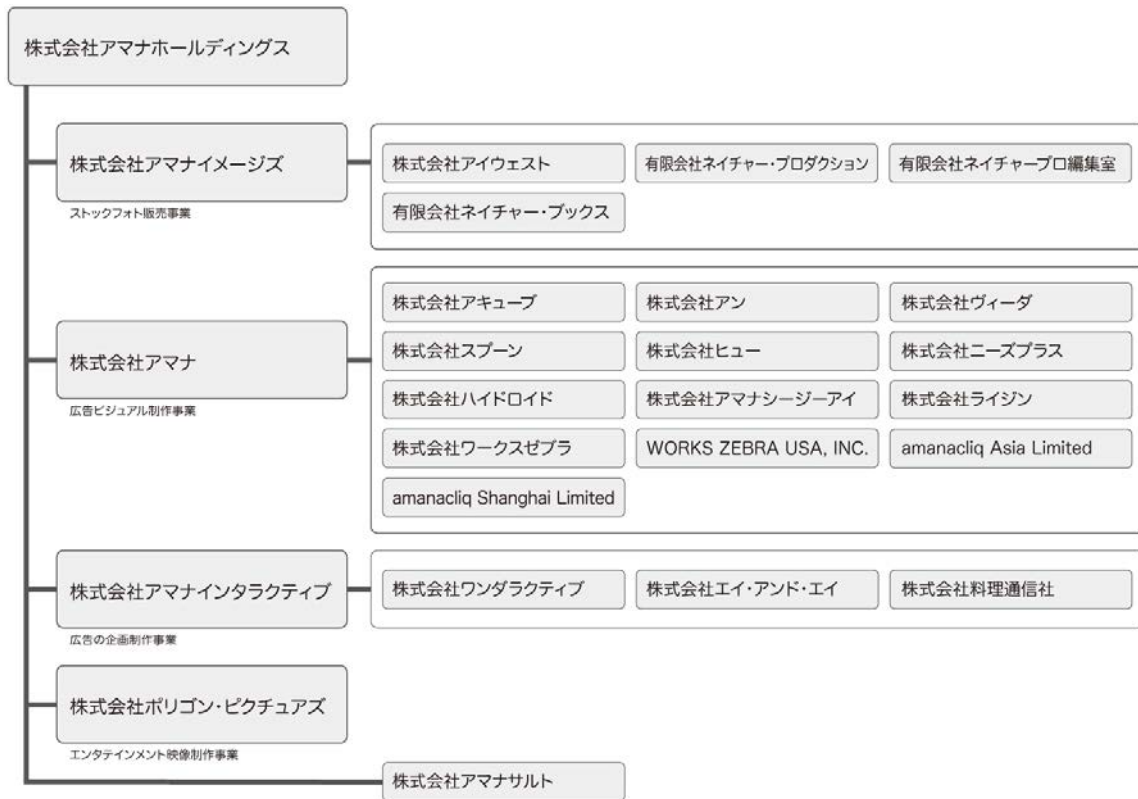 株式会社アマナホールディングス
株式会社アマナイメージズ
ストックフォト販売事業
株式会社アイウェスト
有限会社ネイチャー・プロダクション
有限会社ネイチャープロ編集室
有限会社ネイチャー・ブックス
株式会社アマナ
広告ビジュアル制作事業
株式会社アキューブ
株式会社アン
株式会社ヴィーダ
株式会社スプーン
株式会社ヒュー
株式会社ニーズプラス
株式会社ハイドロイド
株式会社アマナシージーアイ
株式会社ライジン
株式会社ワークスゼブラ
WORKS ZEBRA USA, INC.
amanacliq Asia Limited
amanacliq Shanghai Limited
株式会社アマナインタラクティブ
広告の企画制作事業
株式会社ワンダラクティブ
株式会社エイ・アンド・エイ
株式会社料理通信社
株式会社ポリゴン・ピクチュアズ
エンタテインメント映像制作事業
株式会社アマナサルト